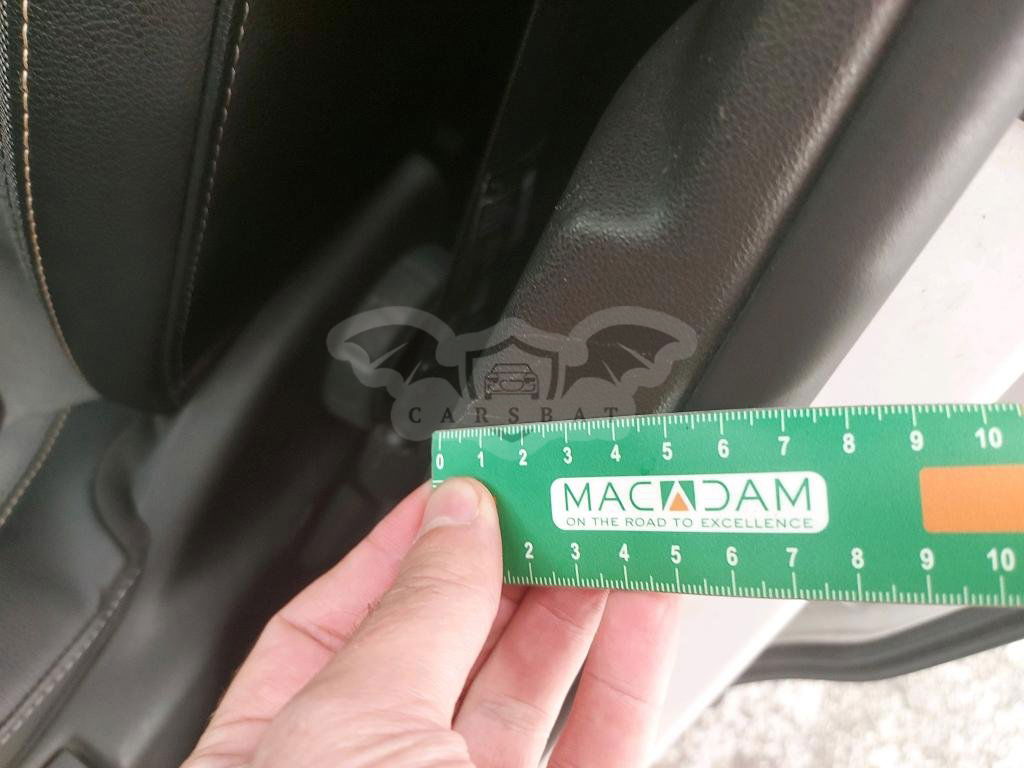 CARSBAT
0 1 2 3 4 5 6 7 8 9 10
MACADAM
ON THE ROAD TO EXCELLENCE
2 3 4 5 6 7 8 9 10